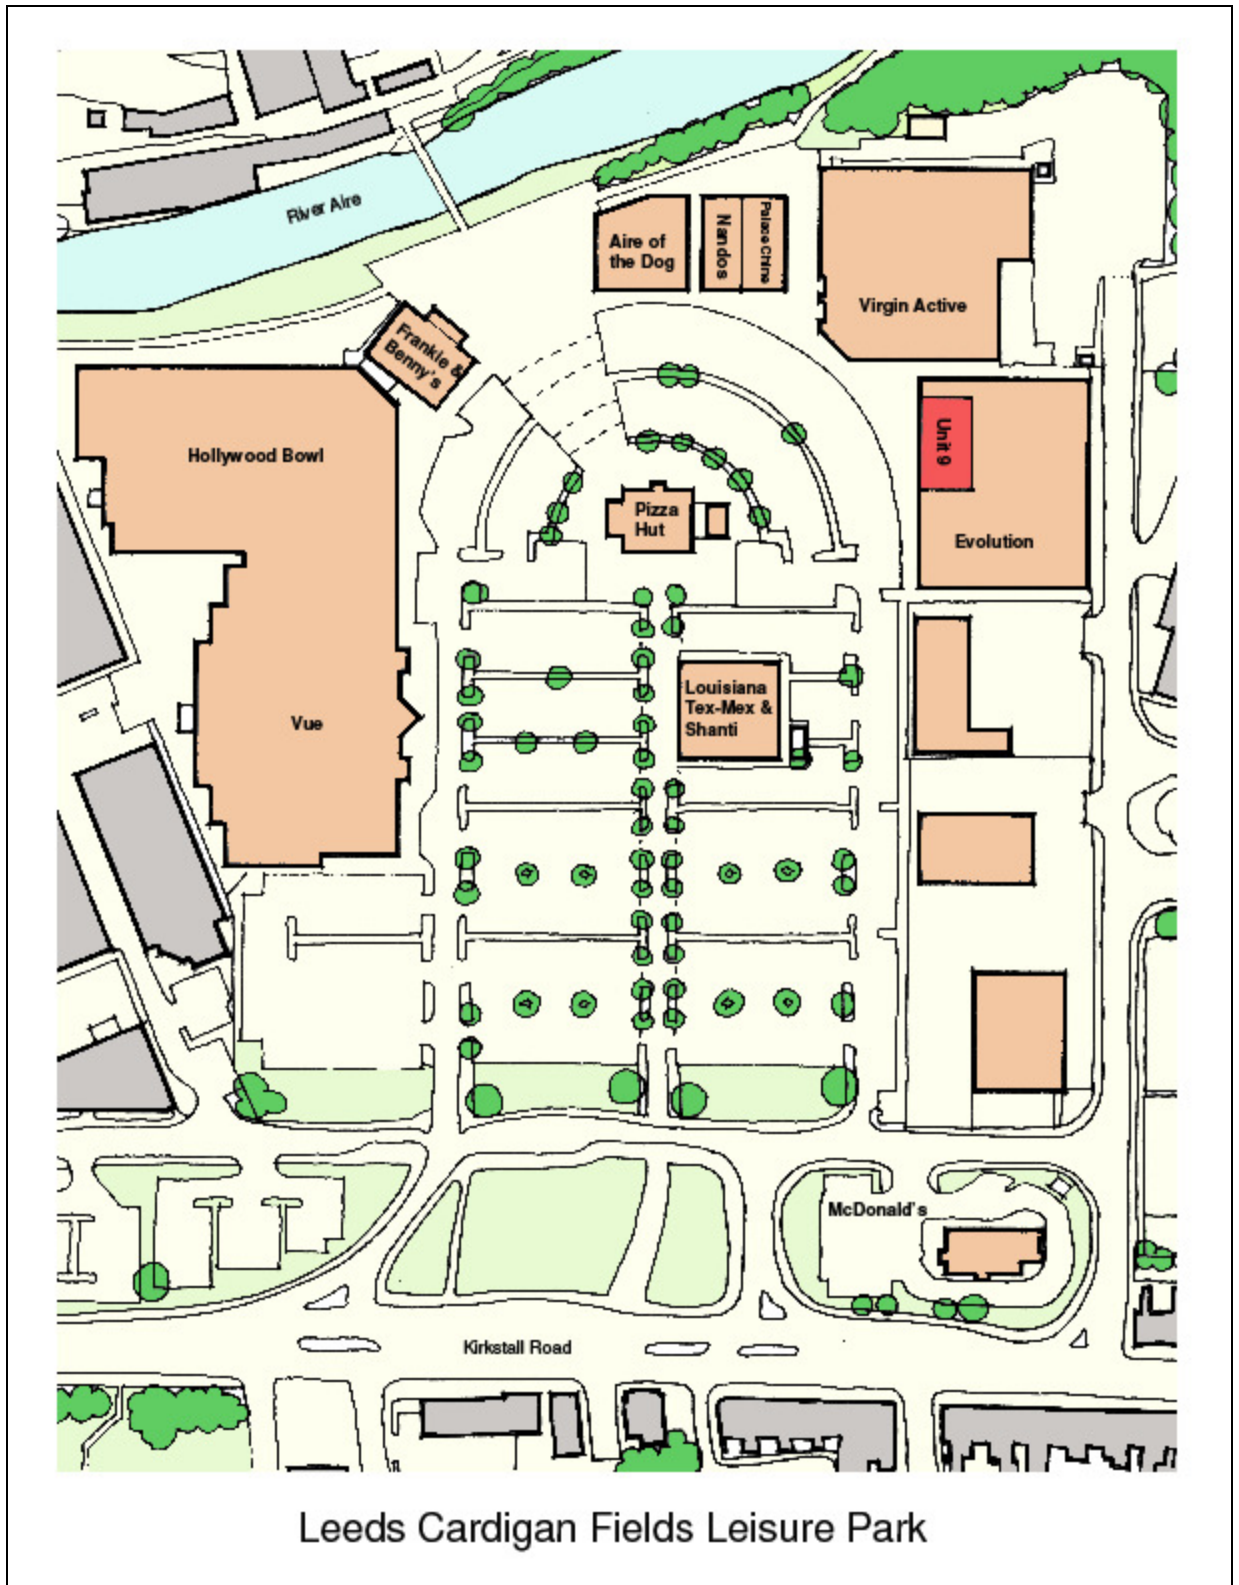 River Aire
Aire of
the Dog
Nandos
Palace Chine
Virgin Active
Frankie &
Benny's
Hollywood Bowl
Unit 9
Pizza
Hut
Evolution
Louisiana
Tex-Mex &
Shanti
Vue
McDonald's
Kirkstall Road
Leeds Cardigan Fields Leisure Park